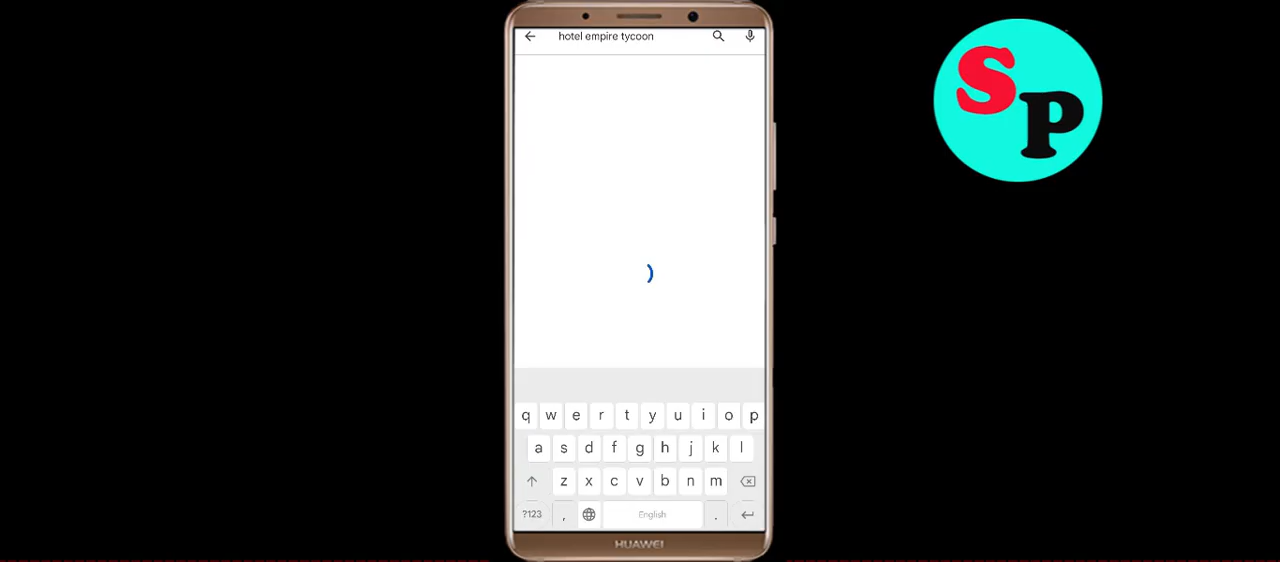 hotel empire tycoon
S
P
q w e r t y u i o p
a s d f g h j k l
z x c v b n m
?123 , English .
HUAWEI